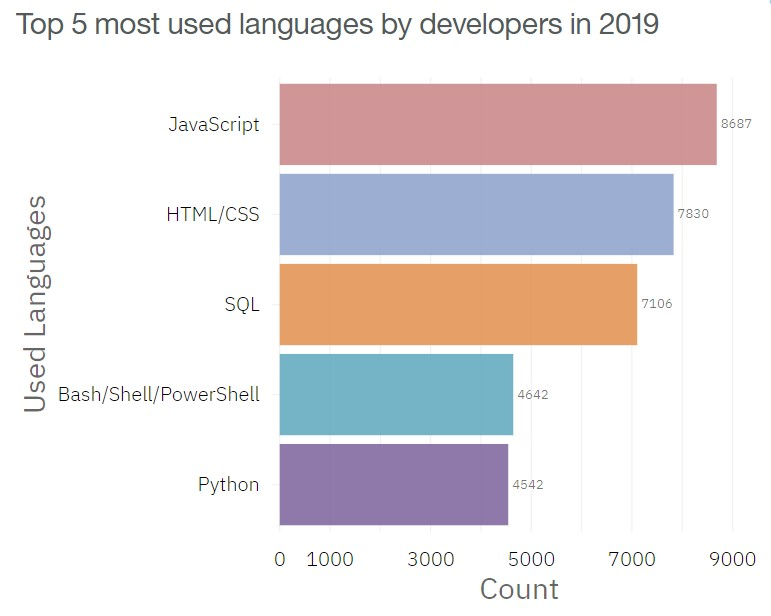 Top 5 most used languages by developers in 2019
Used Languages
JavaScript 8687
HTML/CSS 7830
SQL 7106
Bash/Shell/PowerShell 4642
Python 4542
0 1000 3000 5000 7000 9000
Count